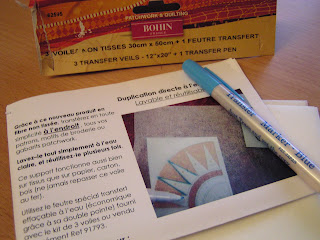 PATCHWORK & QUILTING
BOHIN
3 VOILES NON TISSES 30cm x 50cm + 1 FEUTRE TRANSFERT
3 TRANSFER VEILS - 12"x20" + 1 TRANSFER PEN
Grâce à ce nouveau produit en
fibre non tissée, transférez en toute
simplicité à l'endroit : tous vos
patrons, motifs de broderie ou
gabarits patchwork.
Lavez-le tout simplement à l'eau
claire, et réutilisez-le plusieurs fois.
Ce support fonctionne aussi bien
sur tissus que sur papier, carton,
bois (ne jamais repasser ce voile
au fer).
Utilisez le feutre spécial transfert
effaçable à l'eau (économique
grâce à sa double pointe) fourni
avec le kit de 3 voiles ou vendu
Réf 91793.
Duplication directe à l'e
Lavable et réutilisable
Marker Blue